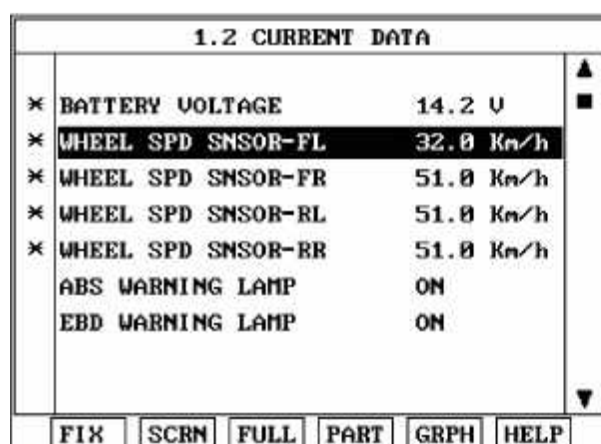 1.2 CURRENT DATA
* BATTERY VOLTAGE 14.2 V
* WHEEL SPD SNSOR-FL 32.0 Km/h
* WHEEL SPD SNSOR-FR 51.0 Km/h
* WHEEL SPD SNSOR-RL 51.0 Km/h
* WHEEL SPD SNSOR-RR 51.0 Km/h
ABS WARNING LAMP ON
EBD WARNING LAMP ON
FIX SCRN FULL PART GRPH HELP